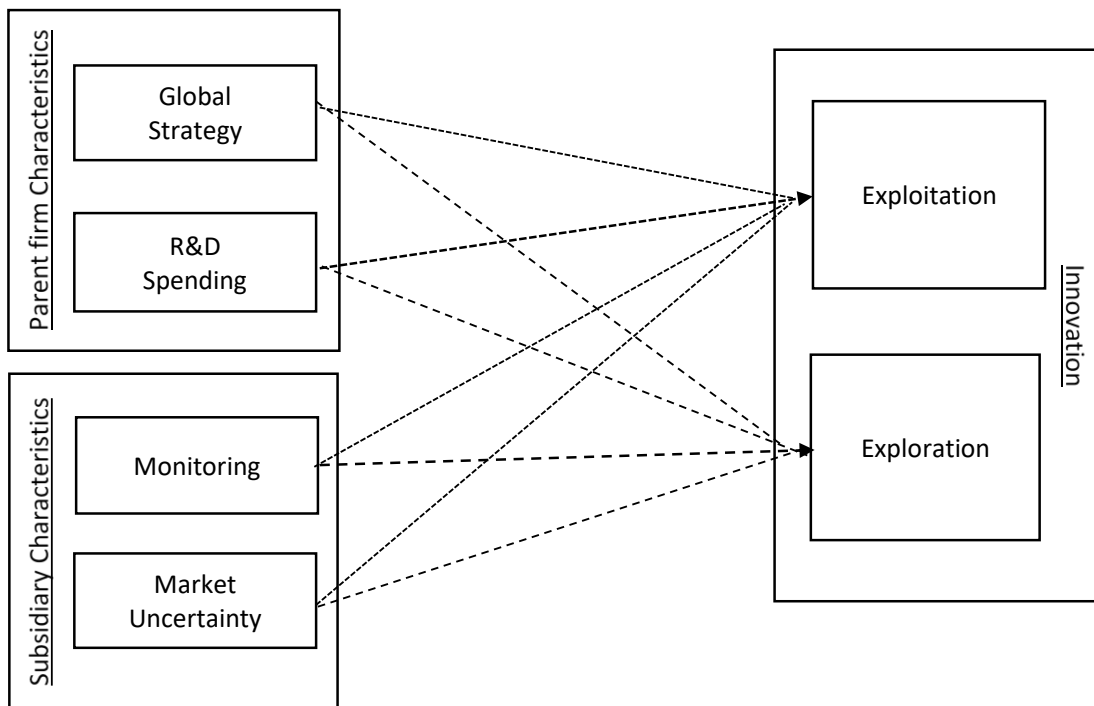 Parent firm Characteristics
Global
Strategy
R&D
Spending
Subsidiary Characteristics
Monitoring
Market
Uncertainty
Exploitation
Exploration
Innovation